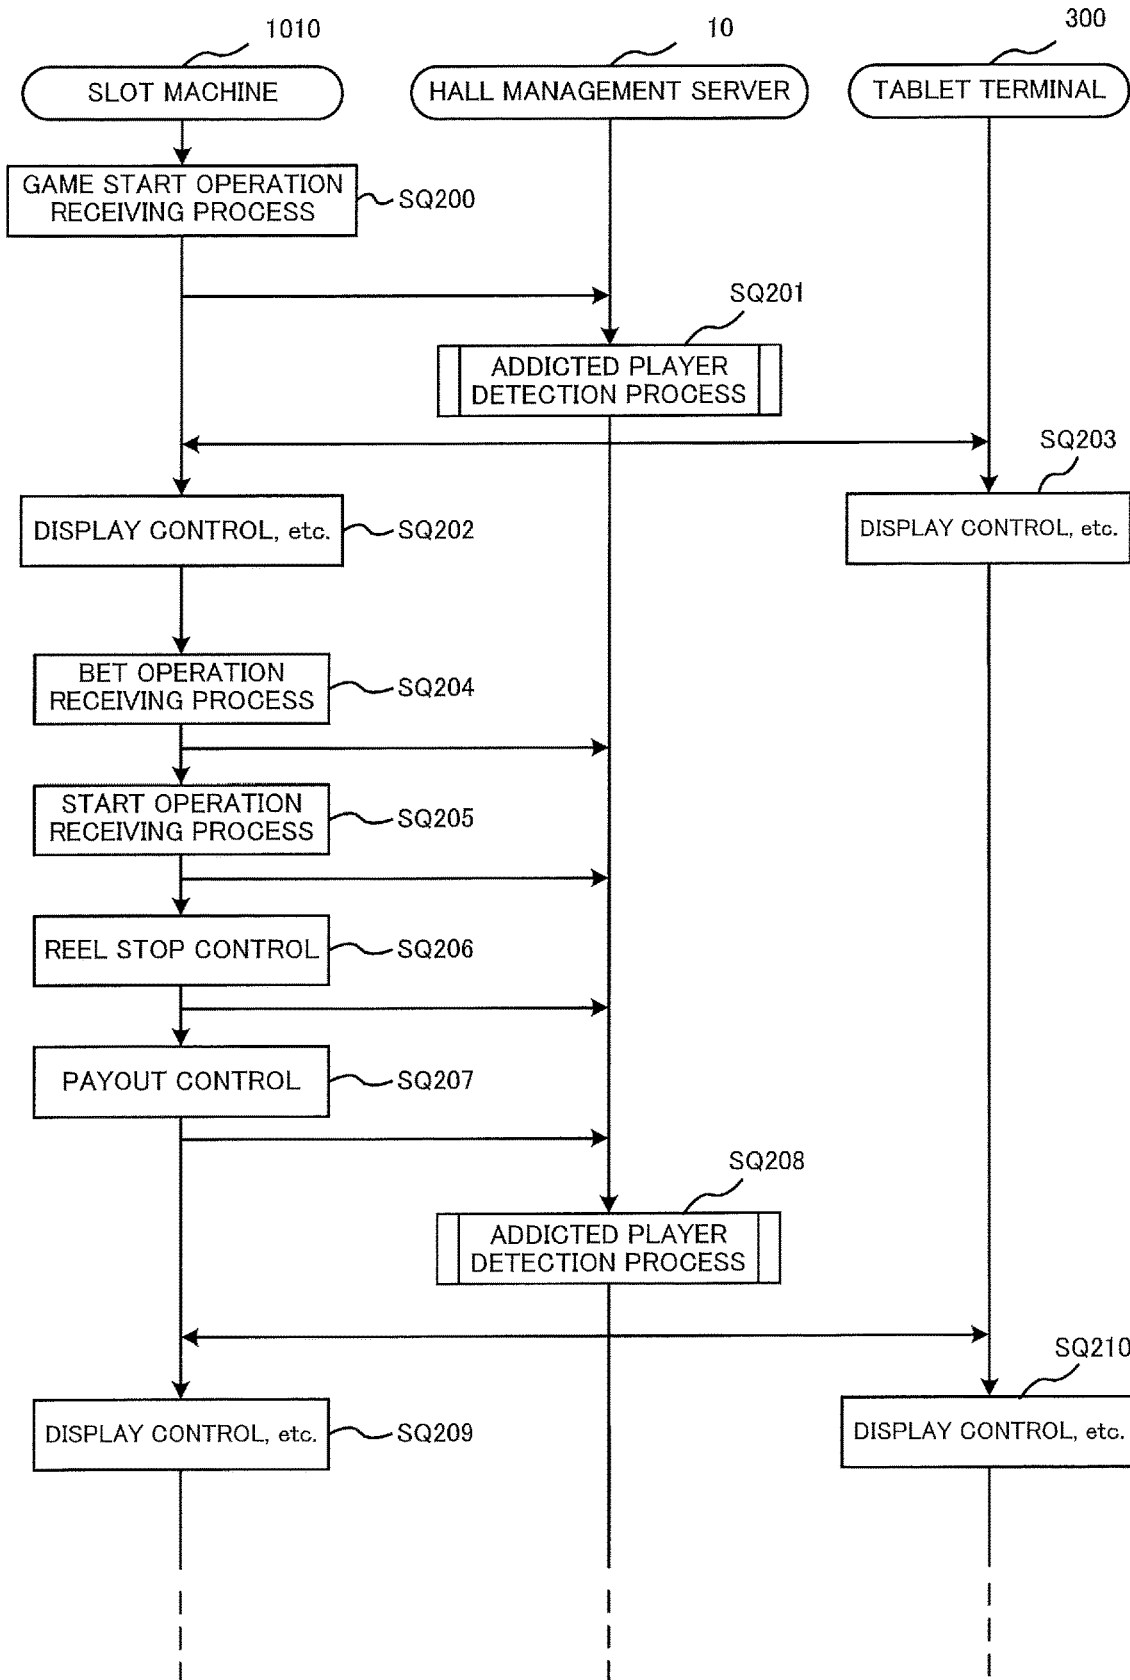 1010
10
300
SLOT MACHINE
HALL MANAGEMENT SERVER
TABLET TERMINAL
GAME START OPERATION
RECEIVING PROCESS
SQ200
SQ201
ADDICTED PLAYER
DETECTION PROCESS
SQ203
DISPLAY CONTROL, etc.
SQ202
DISPLAY CONTROL, etc.
BET OPERATION
RECEIVING PROCESS
SQ204
START OPERATION
RECEIVING PROCESS
SQ205
REEL STOP CONTROL
SQ206
PAYOUT CONTROL
SQ207
SQ208
ADDICTED PLAYER
DETECTION PROCESS
SQ210
DISPLAY CONTROL, etc.
SQ209
DISPLAY CONTROL, etc.